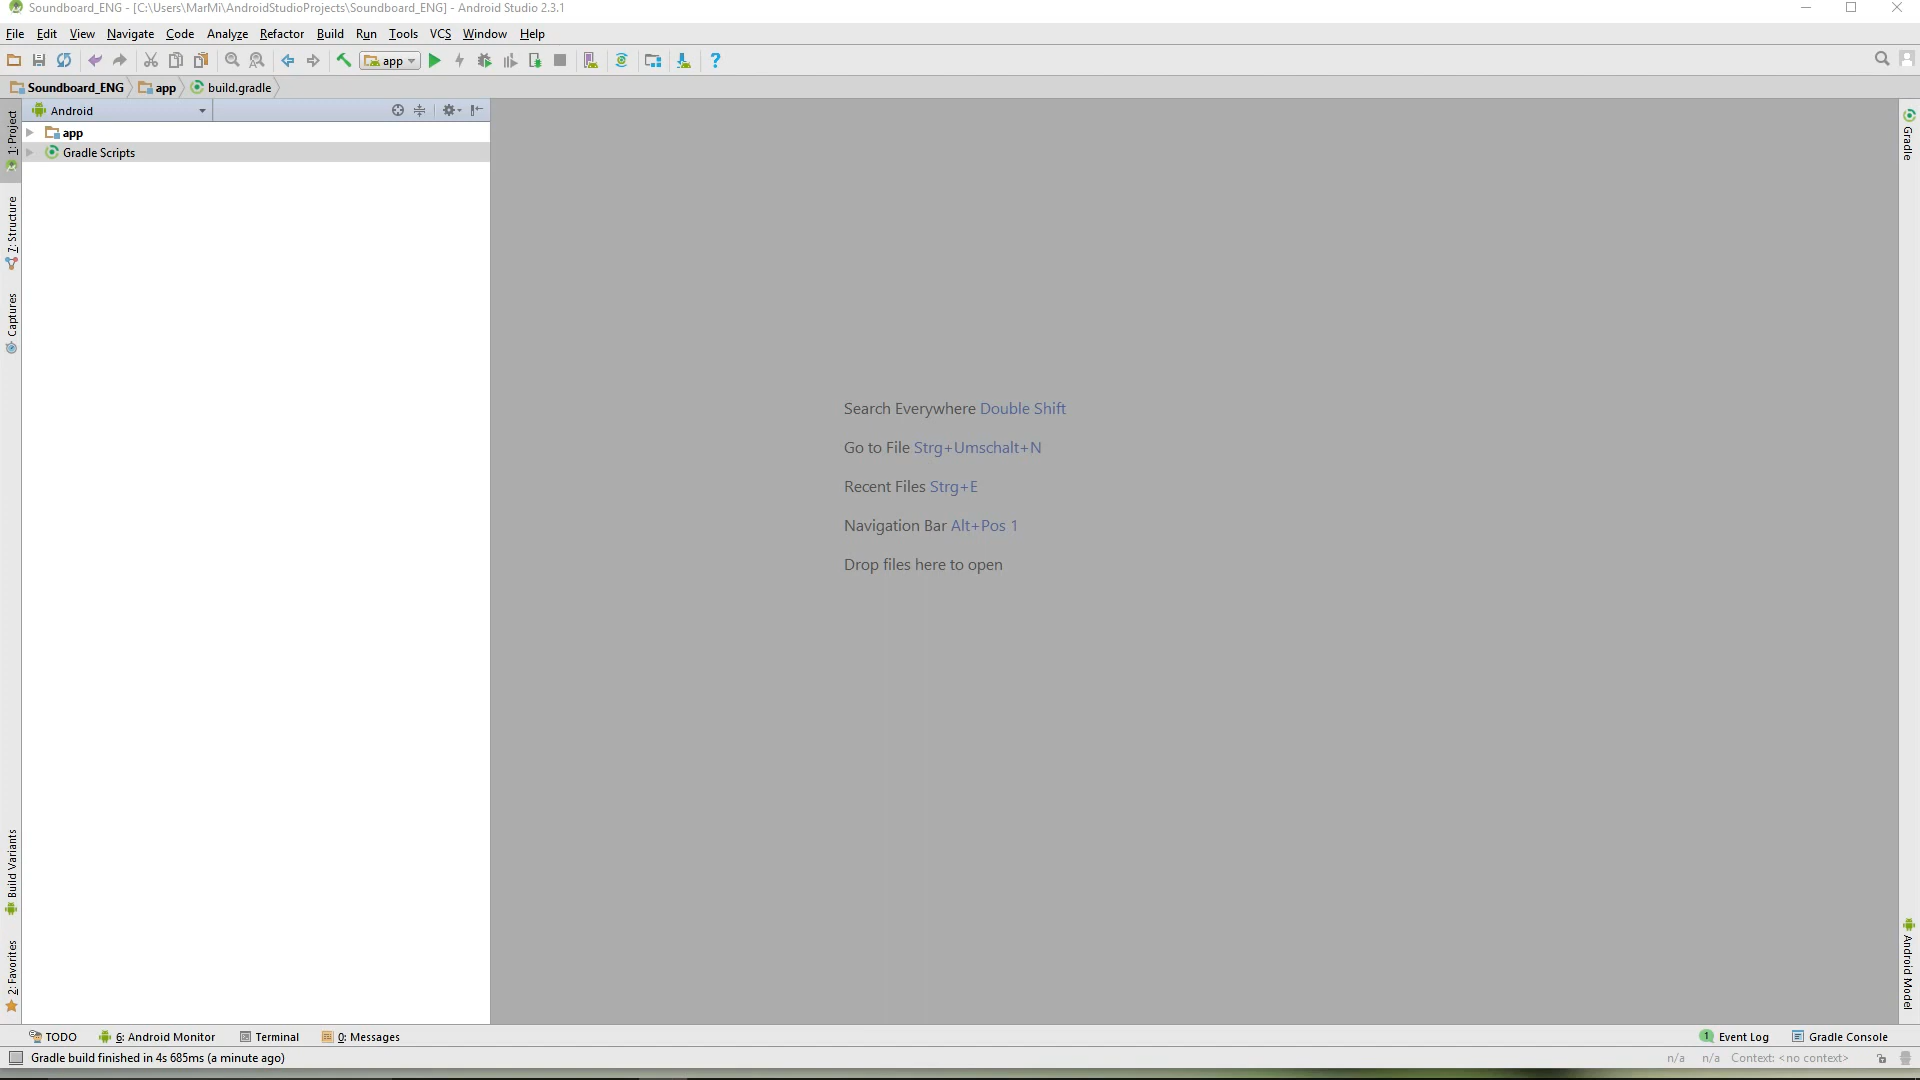 Soundboard_ENG - [C:\Users\MarMi\AndroidStudioProjects\Soundboard_ENG] - Android Studio 2.3.1
File Edit View Navigate Code Analyze Refactor Build Run Tools VCS Window Help
app
Soundboard_ENG app build.gradle
Android
app
Gradle Scripts
1: Project
7: Structure
Captures
Build Variants
2: Favorites
Search Everywhere Double Shift
Go to File Strg+Umschalt+N
Recent Files Strg+E
Navigation Bar Alt+Pos 1
Drop files here to open
Gradle
Android Model
TODO 6: Android Monitor Terminal 0: Messages 1 Event Log Gradle Console
Gradle build finished in 4s 685ms (a minute ago) n/a n/a Context: <no context>